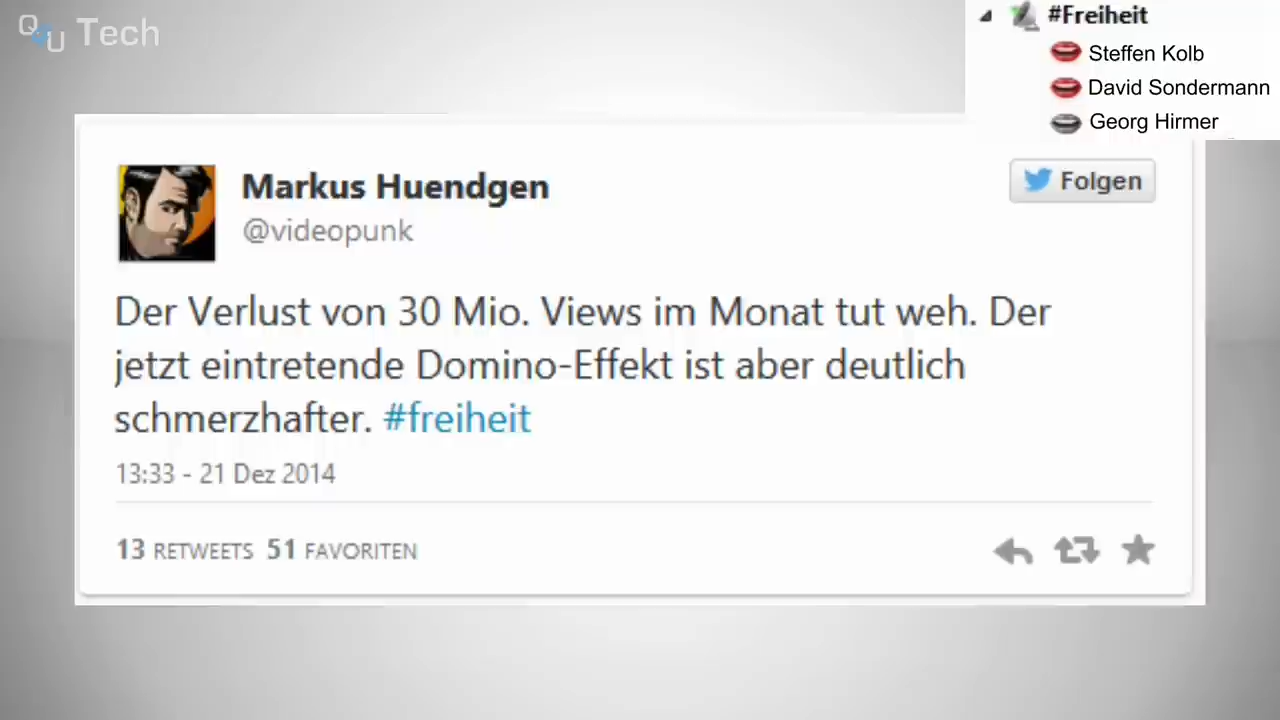 QSU Tech
#Freiheit
Steffen Kolb
David Sondermann
Georg Hirmer
Markus Huendgen
@videopunk
Folgen
Der Verlust von 30 Mio. Views im Monat tut weh. Der
jetzt eintretende Domino-Effekt ist aber deutlich
schmerzhafter. #freiheit
13:33 - 21 Dez 2014
13 RETWEETS 51 FAVORITEN